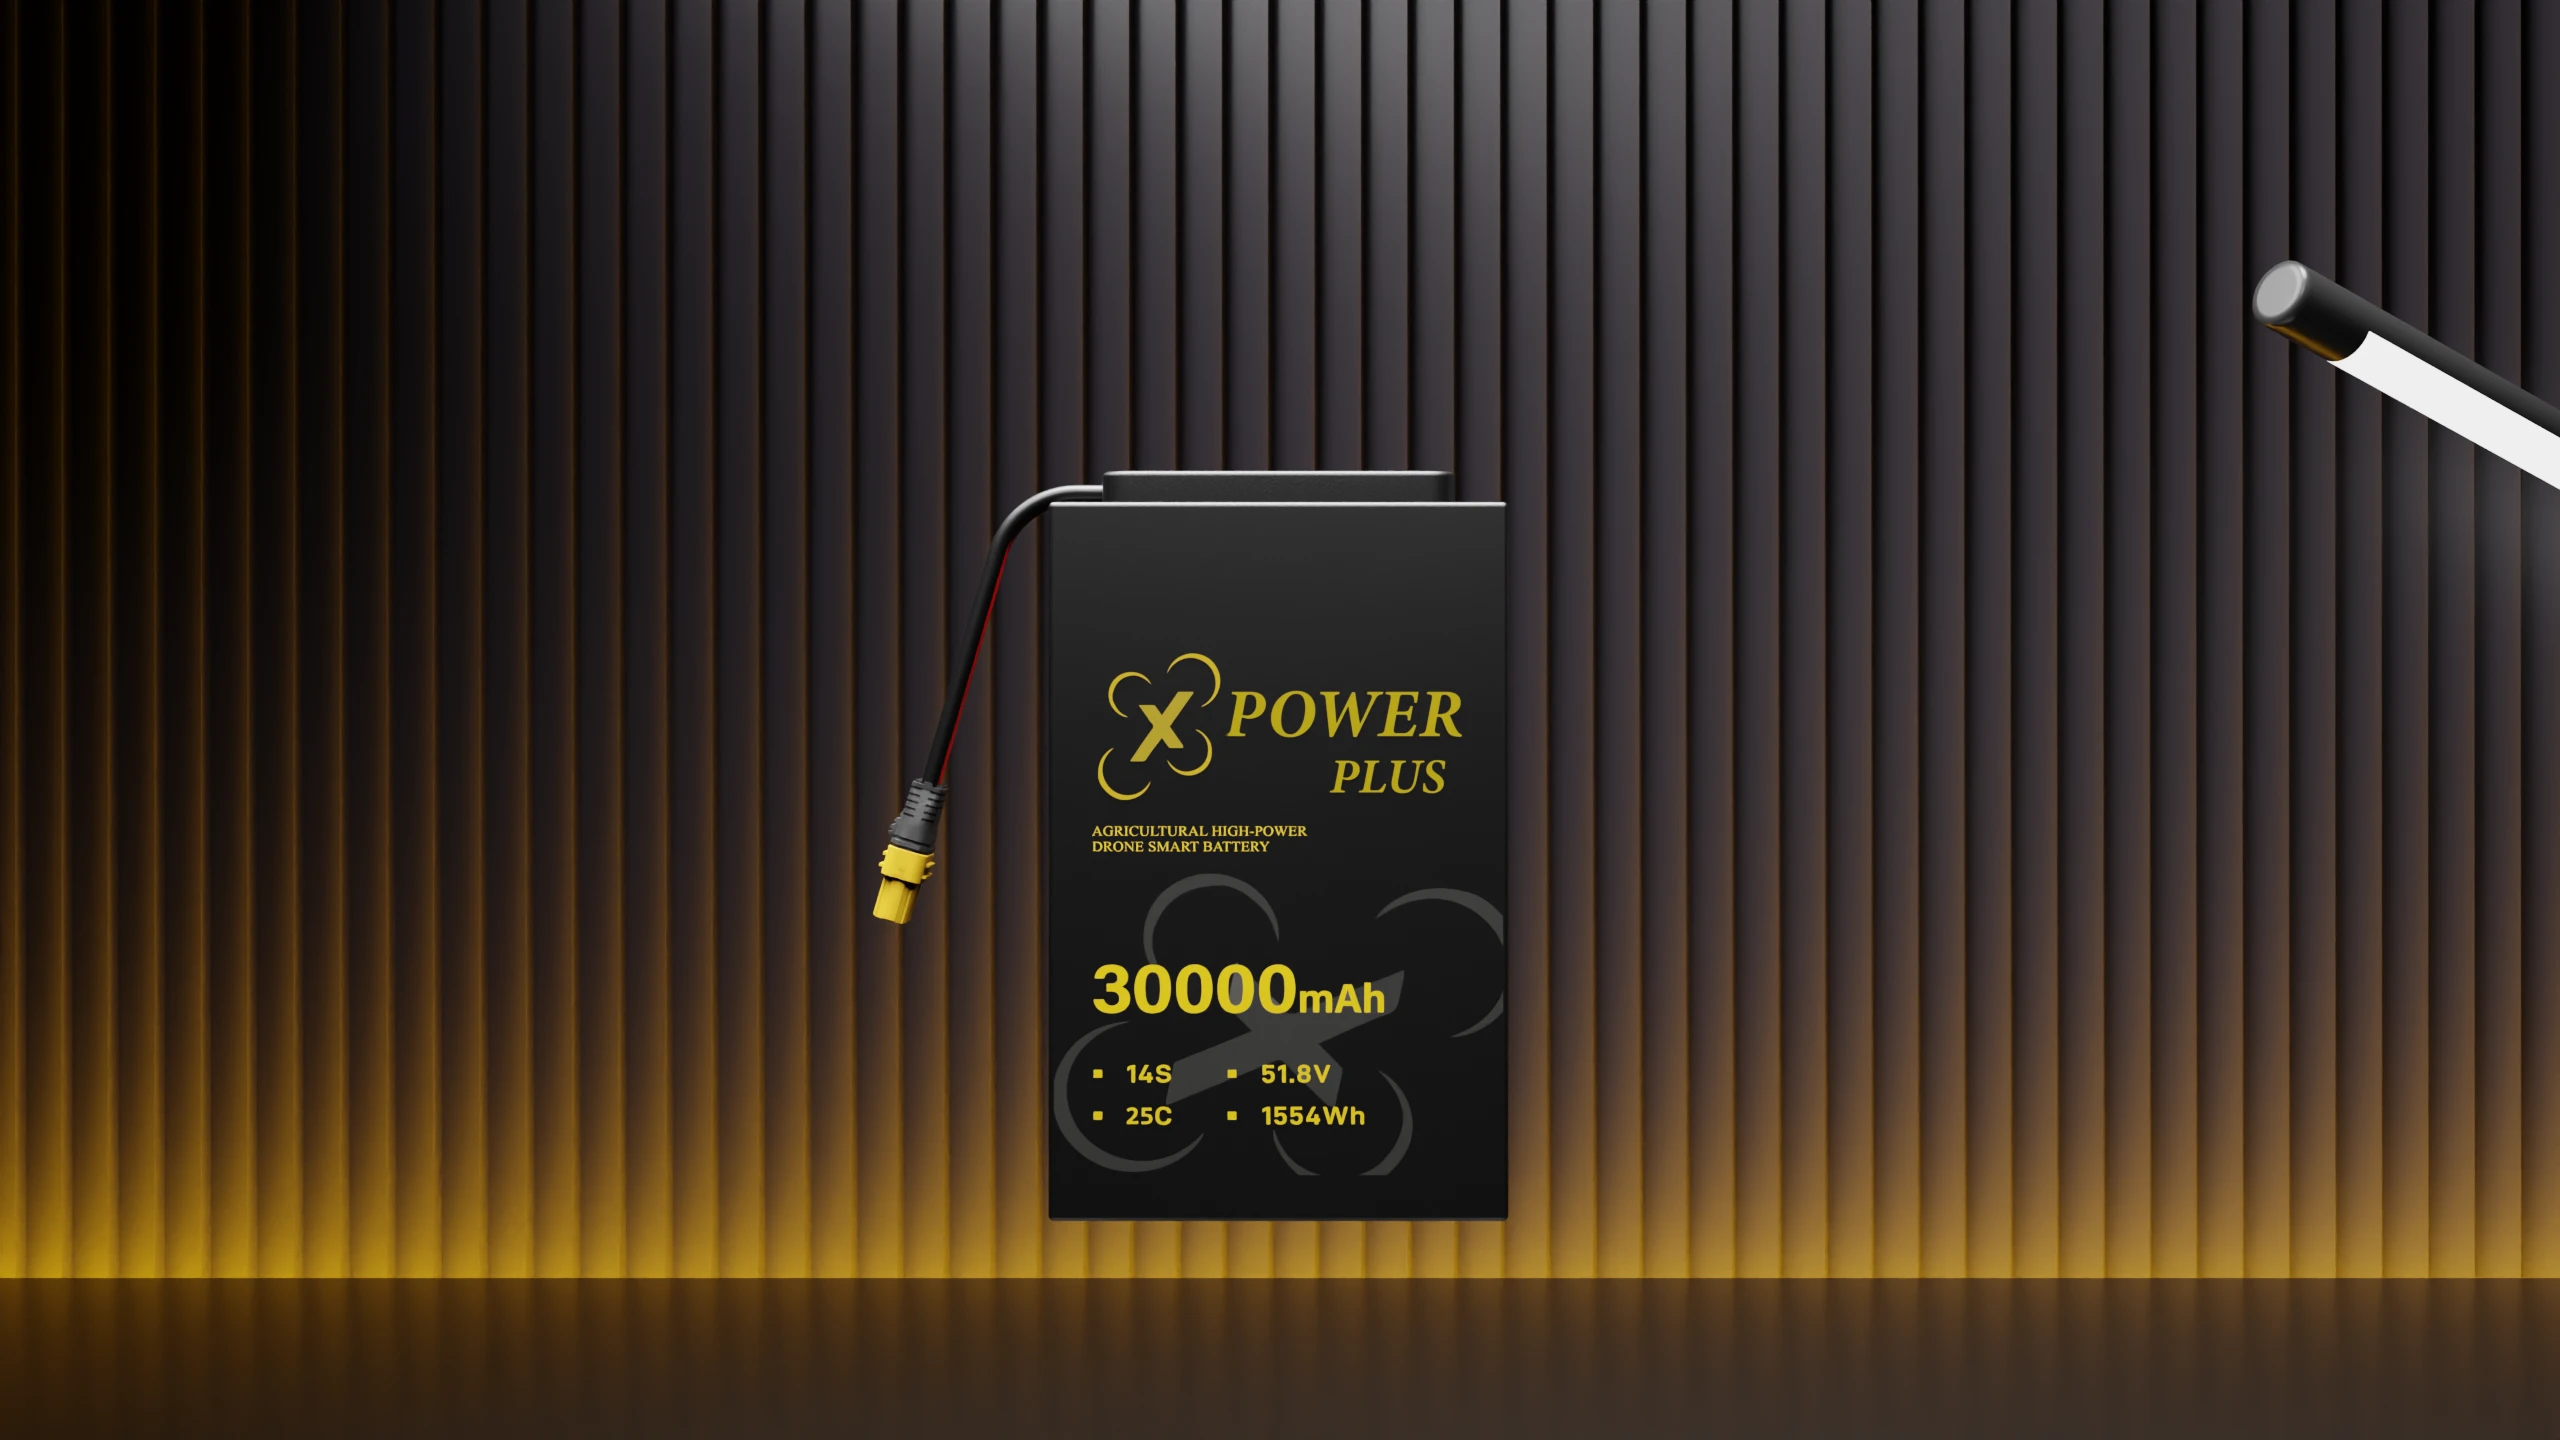 X POWER
PLUS
AGRICULTURAL HIGH-POWER
DRONE SMART BATTERY
30000mAh
▪ 14S ▪ 51.8V
▪ 25C ▪ 1554Wh